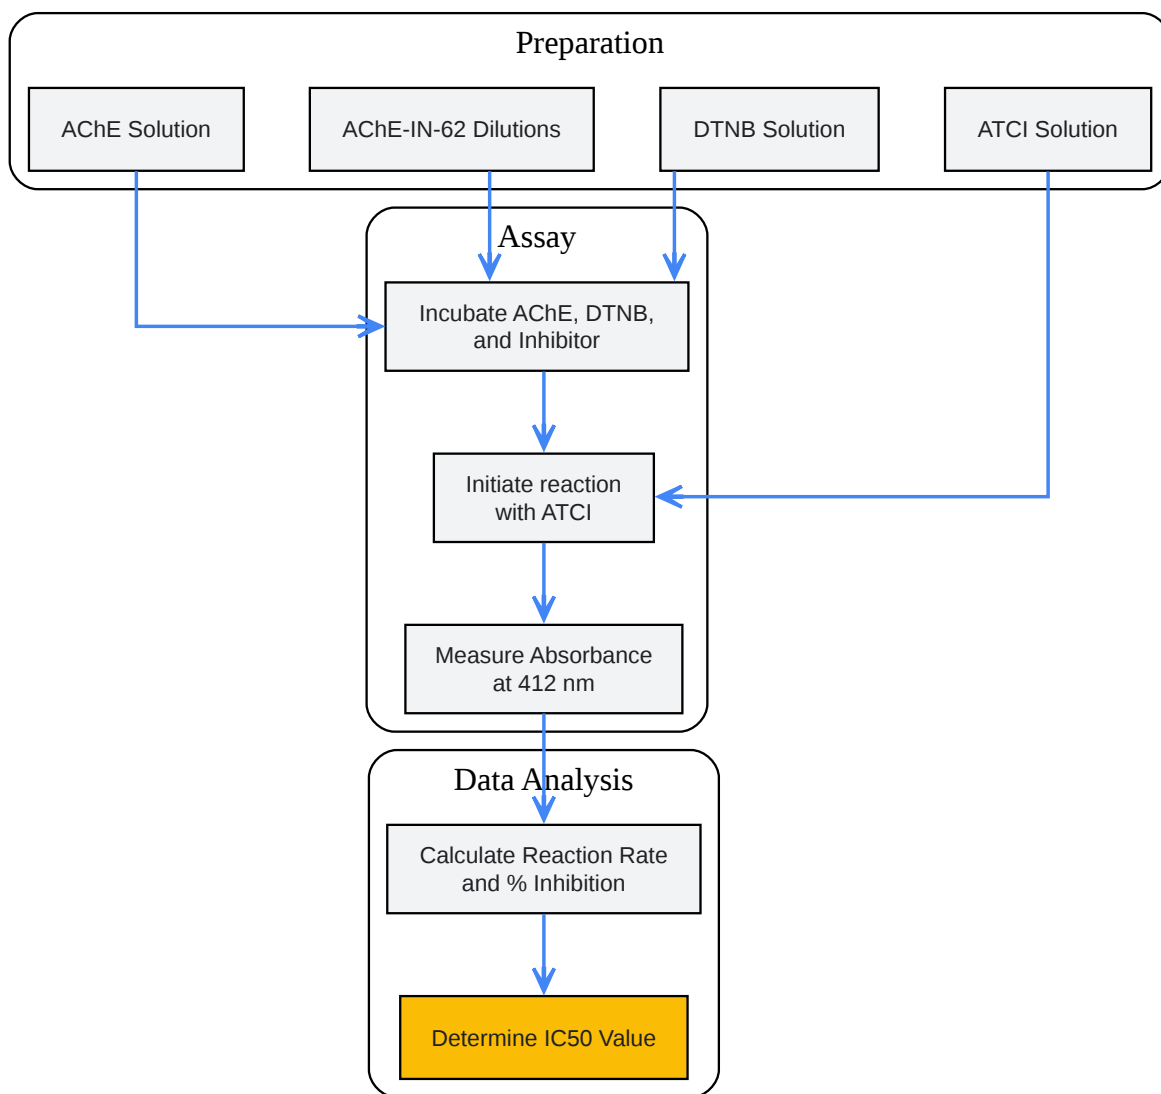 Preparation
AChE Solution
AChE-IN-62 Dilutions
DTNB Solution
ATCI Solution
Assay
Incubate AChE, DTNB,
and Inhibitor
Initiate reaction
with ATCI
Measure Absorbance
at 412 nm
Data Analysis
Calculate Reaction Rate
and % Inhibition
Determine IC50 Value